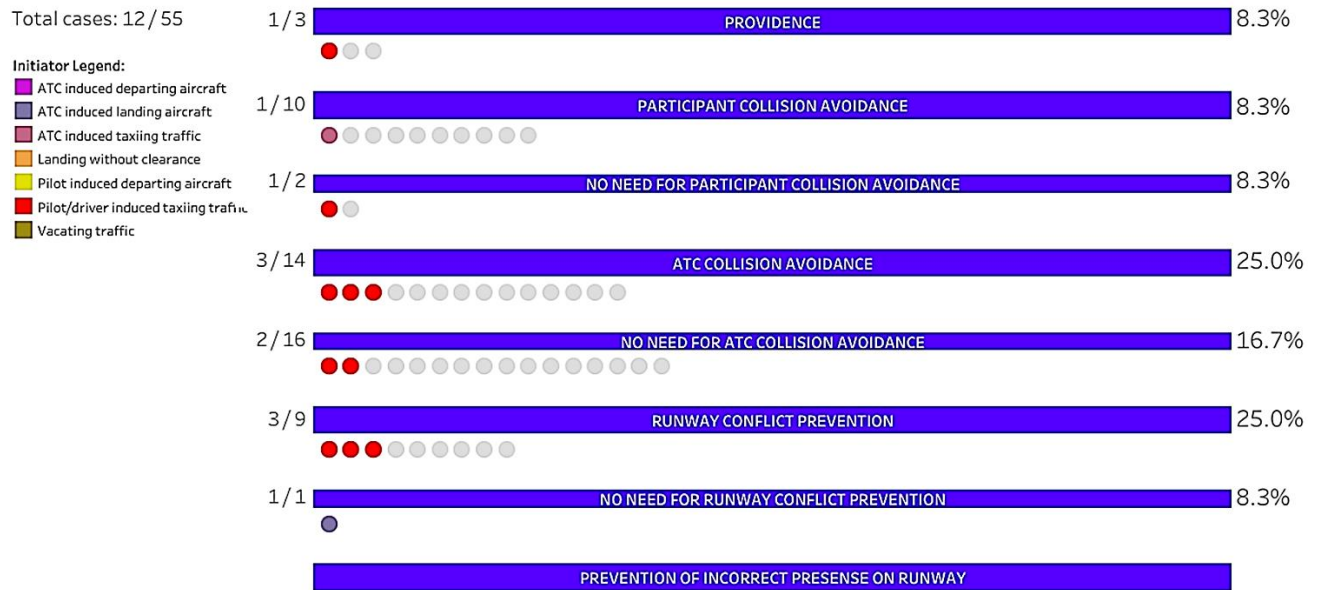 Total cases: 12/55
1/3 PROVIDENCE 8.3%
Initiator Legend:
ATC induced departing aircraft
ATC induced landing aircraft
ATC induced taxiing traffic
Landing without clearance
Pilot induced departing aircraft
Pilot/driver induced taxiing traffic
Vacating traffic
1/10 PARTICIPANT COLLISION AVOIDANCE 8.3%
1/2 NO NEED FOR PARTICIPANT COLLISION AVOIDANCE 8.3%
3/14 ATC COLLISION AVOIDANCE 25.0%
2/16 NO NEED FOR ATC COLLISION AVOIDANCE 16.7%
3/9 RUNWAY CONFLICT PREVENTION 25.0%
1/1 NO NEED FOR RUNWAY CONFLICT PREVENTION 8.3%
PREVENTION OF INCORRECT PRESENSE ON RUNWAY